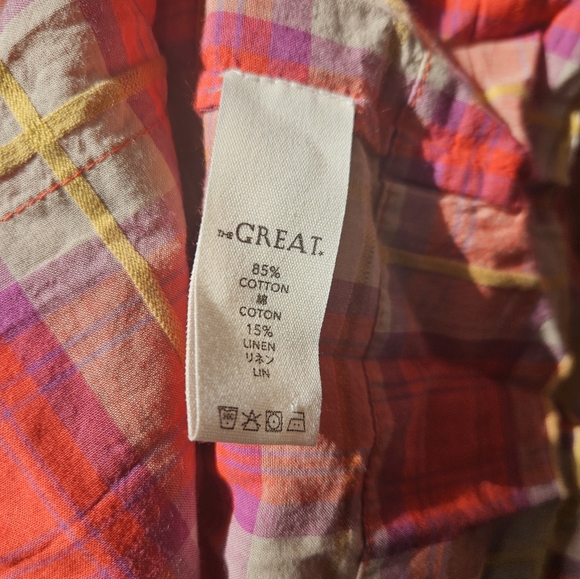 THE GREAT.
85%
COTTON
綿
COTON
15%
LINEN
リネン
LIN